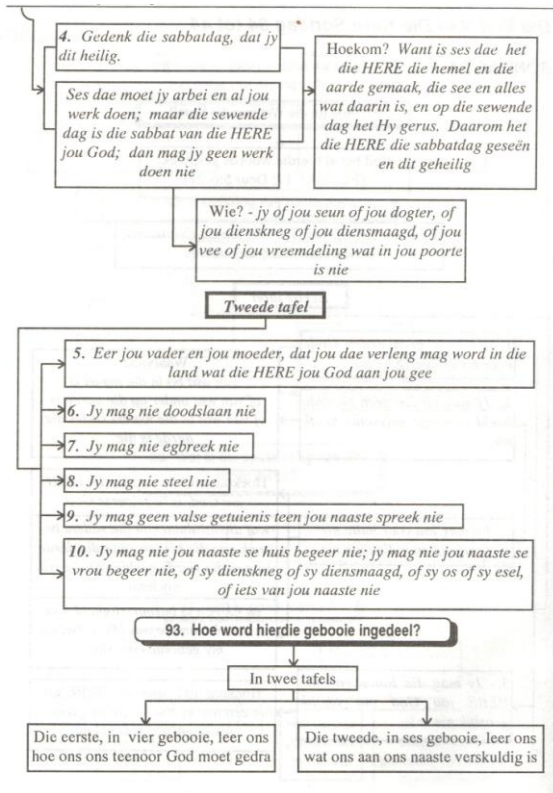 4. Gedenk die sabbatdag, dat jy
dit heilig.
Ses dae moet jy arbei en al jou
werk doen; maar die sewende
dag is die sabbat van die HERE
jou God; dan mag jy geen werk
doen nie
Hoekom? Want is ses dae het
die HERE die hemel en die
aarde gemaak, die see en alles
wat daarin is, en op die sewende
dag het Hy gerus. Daarom het
die HERE die sabbatdag geseën
en dit geheilig
Wie? - jy of jou seun of jou dogter, of
jou dienskneg of jou diensmaagd, of jou
vee of jou vreemdeling wat in jou poorte
is nie
Tweede tafel
5. Eer jou vader en jou moeder, dat jou dae verleng mag word in die
land wat die HERE jou God aan jou gee
6. Jy mag nie doodslaan nie
7. Jy mag nie egbreek nie
8. Jy mag nie steel nie
9. Jy mag geen valse getuienis teen jou naaste spreek nie
10. Jy mag nie jou naaste se huis begeer nie; jy mag nie jou naaste se
vrou begeer nie, of sy dienskneg of sy diensmaagd, of sy os of sy esel,
of iets van jou naaste nie
93. Hoe word hierdie gebooie ingedeel?
In twee tafels
Die eerste, in vier gebooie, leer ons
hoe ons ons teenoor God moet gedra
Die tweede, in ses gebooie, leer ons
wat ons aan ons naaste verskuldig is